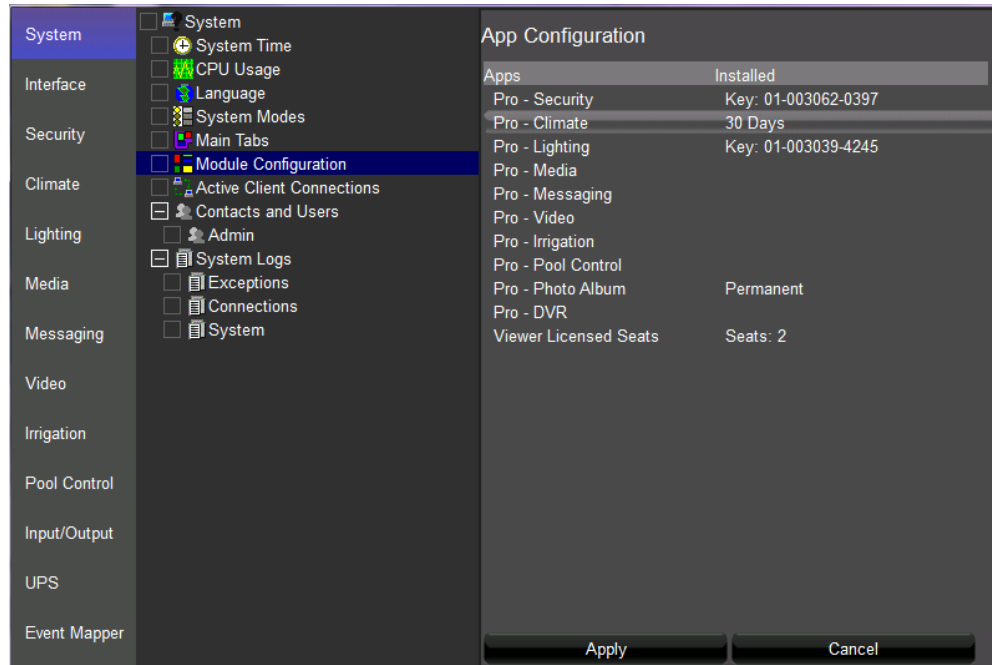 System
Interface
Security
Climate
Lighting
Media
Messaging
Video
Irrigation
Pool Control
Input/Output
UPS
Event Mapper
System
System Time
CPU Usage
Language
System Modes
Main Tabs
Module Configuration
Active Client Connections
Contacts and Users
Admin
System Logs
Exceptions
Connections
System
App Configuration
Apps Installed
Pro - Security Key: 01-003062-0397
Pro - Climate 30 Days
Pro - Lighting Key: 01-003039-4245
Pro - Media
Pro - Messaging
Pro - Video
Pro - Irrigation
Pro - Pool Control
Pro - Photo Album Permanent
Pro - DVR
Viewer Licensed Seats Seats: 2
Apply Cancel